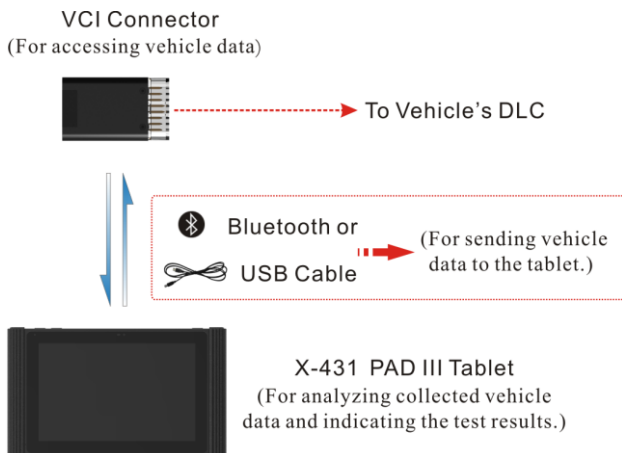 VCI Connector
(For accessing vehicle data)
To Vehicle's DLC
Bluetooth or
USB Cable
(For sending vehicle
data to the tablet.)
X-431 PAD III Tablet
(For analyzing collected vehicle
data and indicating the test results.)